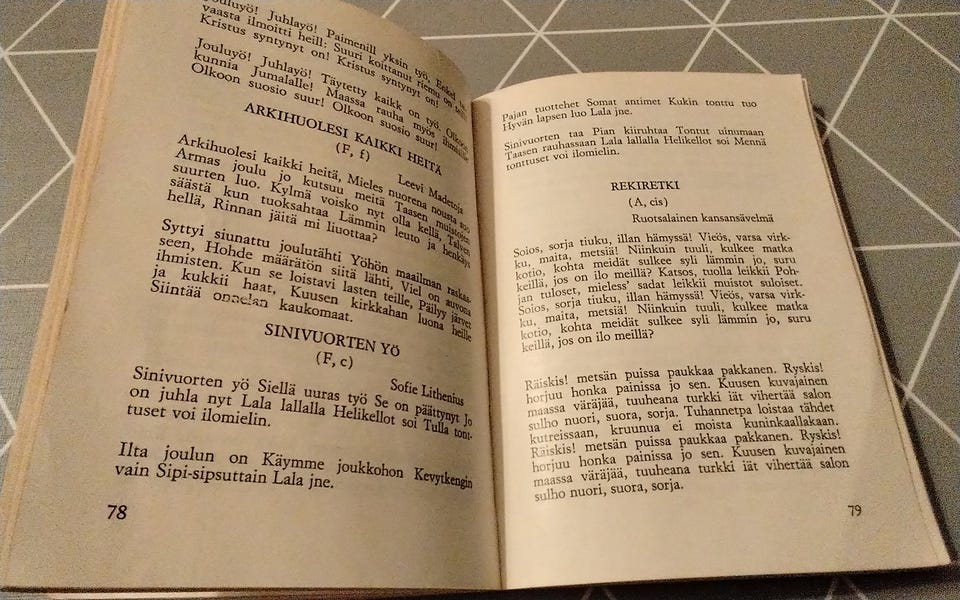 Jouluyö! Juhlayö! Paimenill yksin työ, Enkel
vaasta ilmoitti heill: Suuri koittanut riemu on
Kristus syntynyt on! Kristus syntynyt on!
Jouluyö! Juhlayö! Täytetty kaikk on työ. Olkoon
kunnia Jumalalle! Maassa rauha myös ihmisille
Olkoon suosio suur! Olkoon suosio suur!
ARKIHUOLESI KAIKKI HEITÄ
(F, f)
Leevi Madetoja
Arkihuolesi kaikki heitä, Mieles nuorena nousta suo
Armas joulu jo kutsuu meitä Taasen muistojen
suurten luo. Kylmä voisko nyt olla kellä, Talven
säästä kun tuoksahtaa Lämmin leuto ja henkäys
hellä, Rinnan jäitä mi liuottaa?
Syttyi siunattu joulutähti Yöhön maailman raskas-
seen, Hohde määrätön siitä lähti, Viel on auvona
ihmisten. Kun se loistavi lasten teille, Päilyy järvet
ja kukkii haat, Kuusen kirkkahan luona heille
Siintää onnelan kaukomaat.
SINIVUORTEN YÖ
(F, c)
Sofie Lithenius
Sinivuorten yö Siellä uuras työ Se on päättynyt Jo
on juhla nyt Lala lallalla Helikellot soi Tulla tont-
tuset voi ilomielin.
Ilta joulun on Käymme joukkohon Kevytkengin
vain Sipi-sipsuttain Lala jne.
78
Pajan tuottehet Somat antimet Kukin tonttu tuo
Hyvän lapsen luo Lala jne.
Sinivuorten taa Pian kiiruhtaa Tontut uinumaan
Taasen rauhassaan Lala lallalla Helikellot soi Mennä
tonttuset voi ilomielin.
REKIRETKI
(A, cis)
Ruotsalainen kansansävelmä
Soios, sorja tiuku, illan hämyssä! Vieös, varsa virk-
ku, maita, metsiä! Niinkuin tuuli, kulkee matka
kotio, kohta meidät sulkee syli lämmin jo, suru
keillä, jos on ilo meillä? Katsos, tuolla leikkii Poh-
jan tuloset, mieless' sadat leikkii muistot suloiset.
Soios, sorja tiuku, illan hämyssä! Vieös, varsa virk-
ku, maita, metsiä! Niinkuin tuuli, kulkee matka
kotio, kohta meidät sulkee syli lämmin jo, suru
keillä, jos on ilo meillä?
Räiskis! metsän puissa paukkaa pakkanen. Ryskis!
horjuu honka painissa jo sen. Kuusen kuvajainen
maassa väräjää, tuuheana turkki iät vihertää salon
sulho nuori, suora, sorja. Tuhannetpa loistaa tähdet
kutreissaan, kruunua ei moista kuninkaallakaan.
Räiskis! metsän puissa paukkaa pakkanen. Ryskis!
horjuu honka painissa jo sen. Kuusen kuvajainen
maassa väräjää, tuuheana turkki iät vihertää salon
sulho nuori, suora, sorja.
79